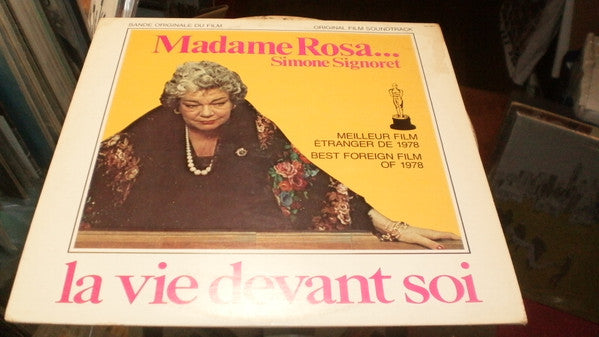 BANDE ORIGINALE DU FILM
ORIGINAL FILM SOUNDTRACK
Madame Rosa...
Simone Signoret
MEILLEUR FILM
ÉTRANGER DE 1978
BEST FOREIGN FILM
OF 1978
la vie devant soi